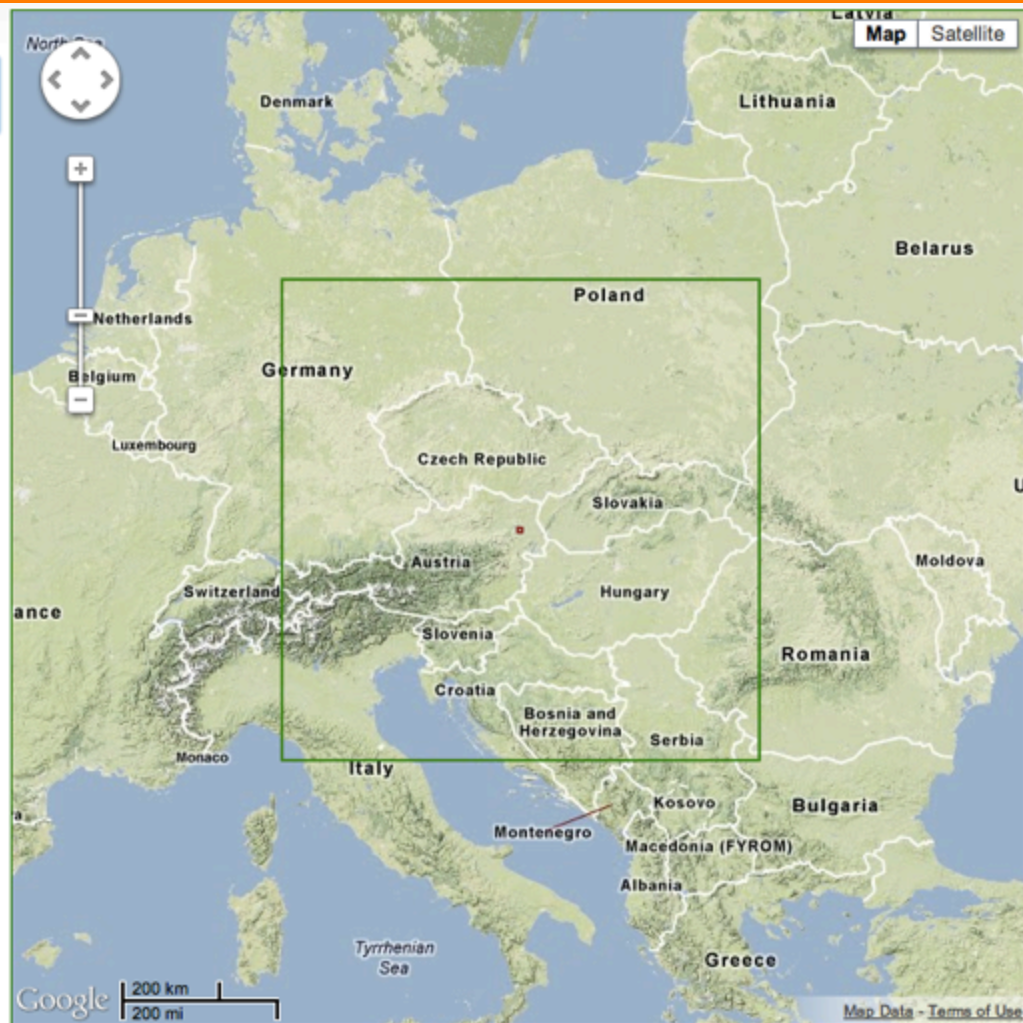 Latvia
North Sea
Map
Satellite
Denmark
Lithuania
Belarus
Poland
Netherlands
Germany
Belgium
Luxembourg
Czech Republic
Slovakia
U
Austria
Moldova
Switzerland
Hungary
ance
Slovenia
Romania
Croatia
Bosnia and
Herzegovina
Serbia
Monaco
Italy
Kosovo
Bulgaria
Montenegro
Macedonia (FYROM)
Albania
Tyrrhenian
Sea
Greece
Google
200 km
200 mi
Map Data - Terms of Use